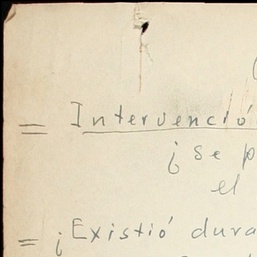 = Intervenció
¿Se p
el
= ¿Existió dura